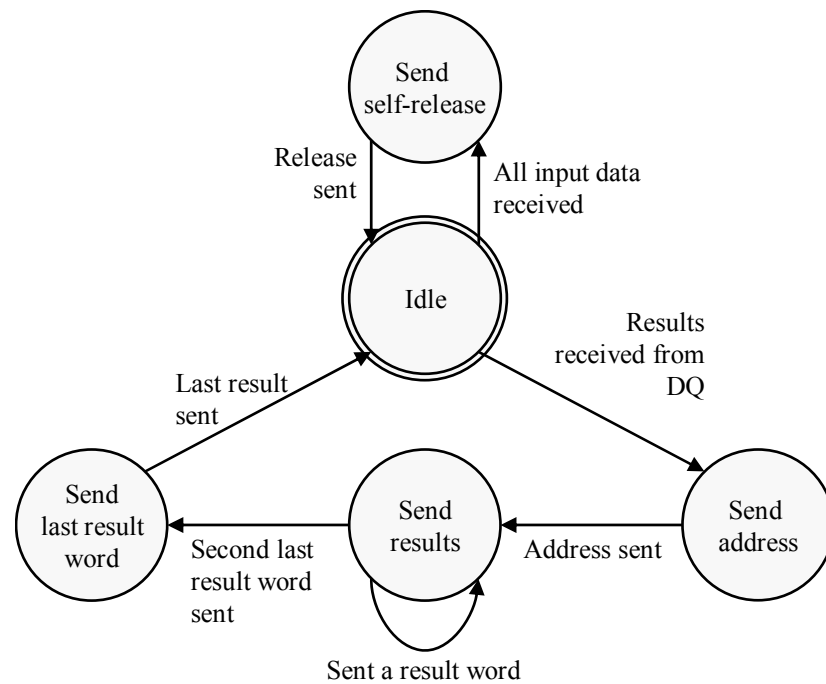 Send
self-release
Release
sent
All input data
received
Idle
Results
received from
DQ
Last result
sent
Send
last result
word
Second last
result word
sent
Send
results
Address sent
Send
address
Sent a result word